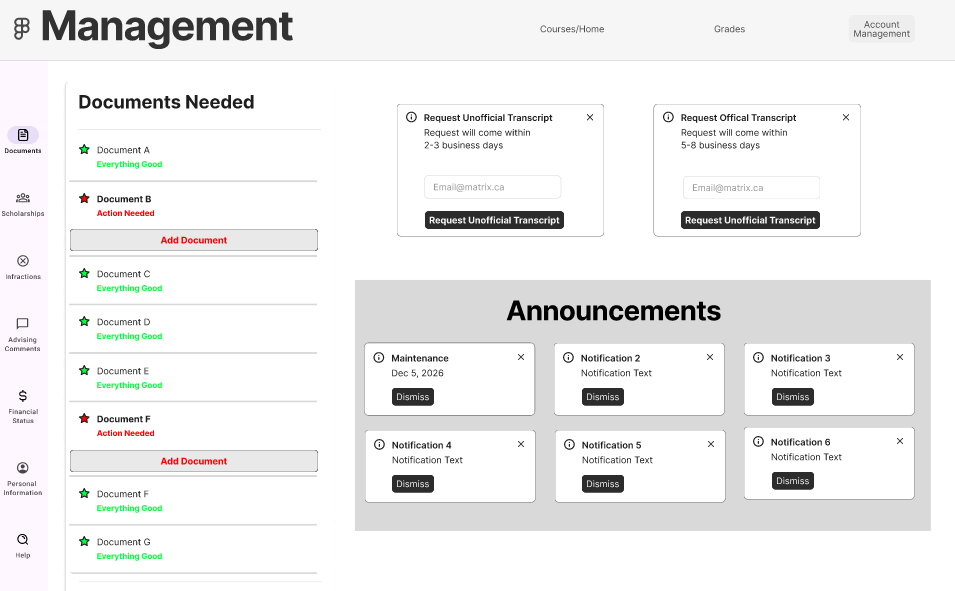 Management
Courses/Home
Grades
Account
Management
Documents
Scholarships
Infractions
Advising
Comments
Financial
Status
Personal
Information
Help
Documents Needed
Document A
Everything Good
Document B
Action Needed
Add Document
Document C
Everything Good
Document D
Everything Good
Document E
Everything Good
Document F
Action Needed
Add Document
Document F
Everything Good
Document G
Everything Good
Request Unofficial Transcript
Request will come within
2-3 business days
Email@matrix.ca
Request Unofficial Transcript
Request Offical Transcript
Request will come within
5-8 business days
Email@matrix.ca
Request Unofficial Transcript
Announcements
Maintenance
Dec 5, 2026
Dismiss
Notification 2
Notification Text
Dismiss
Notification 3
Notification Text
Dismiss
Notification 4
Notification Text
Dismiss
Notification 5
Notification Text
Dismiss
Notification 6
Notification Text
Dismiss